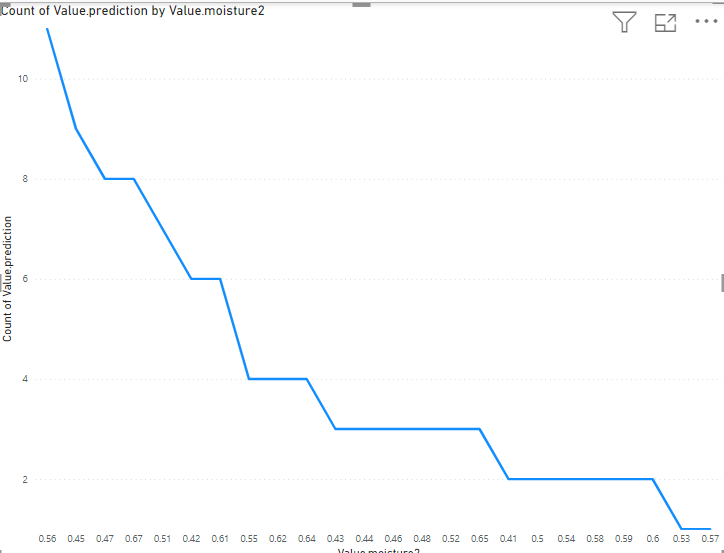 Count of Value.prediction by Value.moisture2
10
8
6
4
2
Count of Value.prediction
0.56 0.45 0.47 0.67 0.51 0.42 0.61 0.55 0.62 0.64 0.43 0.44 0.46 0.48 0.52 0.65 0.41 0.5 0.54 0.58 0.59 0.6 0.53 0.57
Value.moisture2